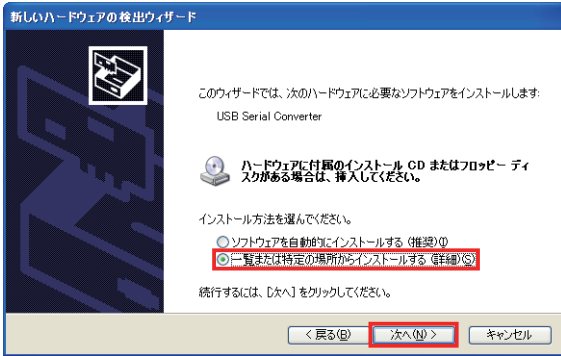 新しいハードウェアの検出ウィザード
このウィザードでは、次のハードウェアに必要なソフトウェアをインストールします:
USB Serial Converter
ハードウェアに付属のインストール CD またはフロッピー ディ
スクがある場合は、挿入してください。
インストール方法を選んでください。
ソフトウェアを自動的にインストールする (推奨)(I)
一覧または特定の場所からインストールする (詳細)(S)
続行するには、[次へ] をクリックしてください。
< 戻る(B)
次へ(N) >
キャンセル